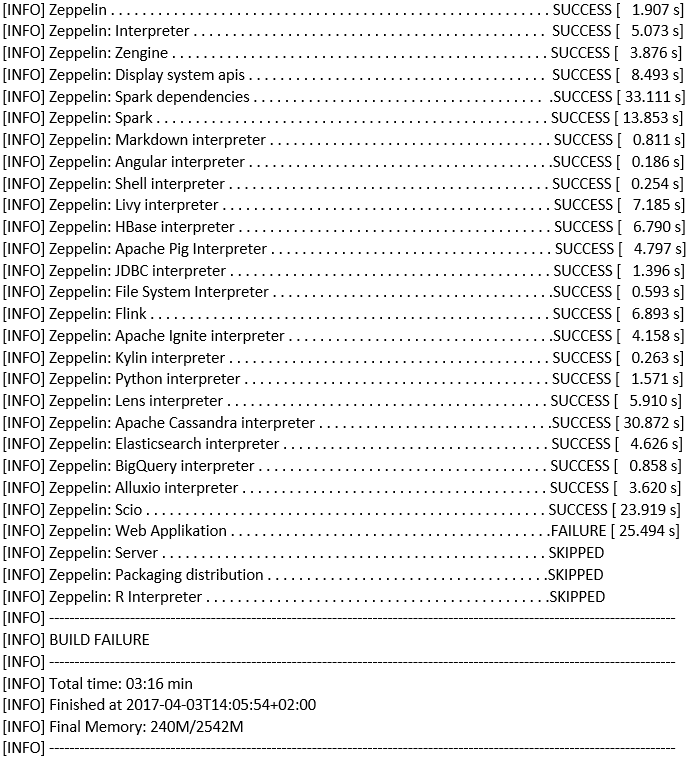 [INFO] Zeppelin . . . . . . . . . . . . . . . . . . . . . . . . . . . . . . . . . . . . . . . . . . . . . . . . . . . . . SUCCESS [ 1.907 s]
[INFO] Zeppelin: Interpreter . . . . . . . . . . . . . . . . . . . . . . . . . . . . . . . . . . . . . . . . . . . SUCCESS [ 5.073 s]
[INFO] Zeppelin: Zengine . . . . . . . . . . . . . . . . . . . . . . . . . . . . . . . . . . . . . . . . . . . . . SUCCESS [ 3.876 s]
[INFO] Zeppelin: Display system apis . . . . . . . . . . . . . . . . . . . . . . . . . . . . . . . . . . . . SUCCESS [ 8.493 s]
[INFO] Zeppelin: Spark dependencies . . . . . . . . . . . . . . . . . . . . . . . . . . . . . . . . . . . .SUCCESS [ 33.111 s]
[INFO] Zeppelin: Spark . . . . . . . . . . . . . . . . . . . . . . . . . . . . . . . . . . . . . . . . . . . . . . . SUCCESS [ 13.853 s]
[INFO] Zeppelin: Markdown interpreter . . . . . . . . . . . . . . . . . . . . . . . . . . . . . . . . . SUCCESS [ 0.811 s]
[INFO] Zeppelin: Angular interpreter . . . . . . . . . . . . . . . . . . . . . . . . . . . . . . . . . . . .SUCCESS [ 0.186 s]
[INFO] Zeppelin: Shell interpreter . . . . . . . . . . . . . . . . . . . . . . . . . . . . . . . . . . . . . . SUCCESS [ 0.254 s]
[INFO] Zeppelin: Livy interpreter . . . . . . . . . . . . . . . . . . . . . . . . . . . . . . . . . . . . . . . SUCCESS [ 7.185 s]
[INFO] Zeppelin: HBase interpreter . . . . . . . . . . . . . . . . . . . . . . . . . . . . . . . . . . . . . SUCCESS [ 6.790 s]
[INFO] Zeppelin: Apache Pig Interpreter . . . . . . . . . . . . . . . . . . . . . . . . . . . . . . . . . SUCCESS [ 4.797 s]
[INFO] Zeppelin: JDBC interpreter . . . . . . . . . . . . . . . . . . . . . . . . . . . . . . . . . . . . . . SUCCESS [ 1.396 s]
[INFO] Zeppelin: File System Interpreter . . . . . . . . . . . . . . . . . . . . . . . . . . . . . . . . .SUCCESS [ 0.593 s]
[INFO] Zeppelin: Flink . . . . . . . . . . . . . . . . . . . . . . . . . . . . . . . . . . . . . . . . . . . . . . . . SUCCESS [ 6.893 s]
[INFO] Zeppelin: Apache Ignite interpreter . . . . . . . . . . . . . . . . . . . . . . . . . . . . . . . SUCCESS [ 4.158 s]
[INFO] Zeppelin: Kylin interpreter . . . . . . . . . . . . . . . . . . . . . . . . . . . . . . . . . . . . . . SUCCESS [ 0.263 s]
[INFO] Zeppelin: Python interpreter . . . . . . . . . . . . . . . . . . . . . . . . . . . . . . . . . . . . SUCCESS [ 1.571 s]
[INFO] Zeppelin: Lens interpreter . . . . . . . . . . . . . . . . . . . . . . . . . . . . . . . . . . . . . . SUCCESS [ 5.910 s]
[INFO] Zeppelin: Apache Cassandra interpreter . . . . . . . . . . . . . . . . . . . . . . . . . . . SUCCESS [ 30.872 s]
[INFO] Zeppelin: Elasticsearch interpreter . . . . . . . . . . . . . . . . . . . . . . . . . . . . . . . SUCCESS [ 4.626 s]
[INFO] Zeppelin: BigQuery interpreter . . . . . . . . . . . . . . . . . . . . . . . . . . . . . . . . . . SUCCESS [ 0.858 s]
[INFO] Zeppelin: Alluxio interpreter . . . . . . . . . . . . . . . . . . . . . . . . . . . . . . . . . . . . SUCCESS [ 3.620 s]
[INFO] Zeppelin: Scio . . . . . . . . . . . . . . . . . . . . . . . . . . . . . . . . . . . . . . . . . . . . . . . . SUCCESS [ 23.919 s]
[INFO] Zeppelin: Web Applikation . . . . . . . . . . . . . . . . . . . . . . . . . . . . . . . . . . . . . .FAILURE [ 25.494 s]
[INFO] Zeppelin: Server . . . . . . . . . . . . . . . . . . . . . . . . . . . . . . . . . . . . . . . . . . . . . . SKIPPED
[INFO] Zeppelin: Packaging distribution . . . . . . . . . . . . . . . . . . . . . . . . . . . . . . . . .SKIPPED
[INFO] Zeppelin: R Interpreter . . . . . . . . . . . . . . . . . . . . . . . . . . . . . . . . . . . . . . . . .SKIPPED
[INFO] ------------------------------------------------------------------------
[INFO] BUILD FAILURE
[INFO] ------------------------------------------------------------------------
[INFO] Total time: 03:16 min
[INFO] Finished at 2017-04-03T14:05:54+02:00
[INFO] Final Memory: 240M/2542M
[INFO] ------------------------------------------------------------------------